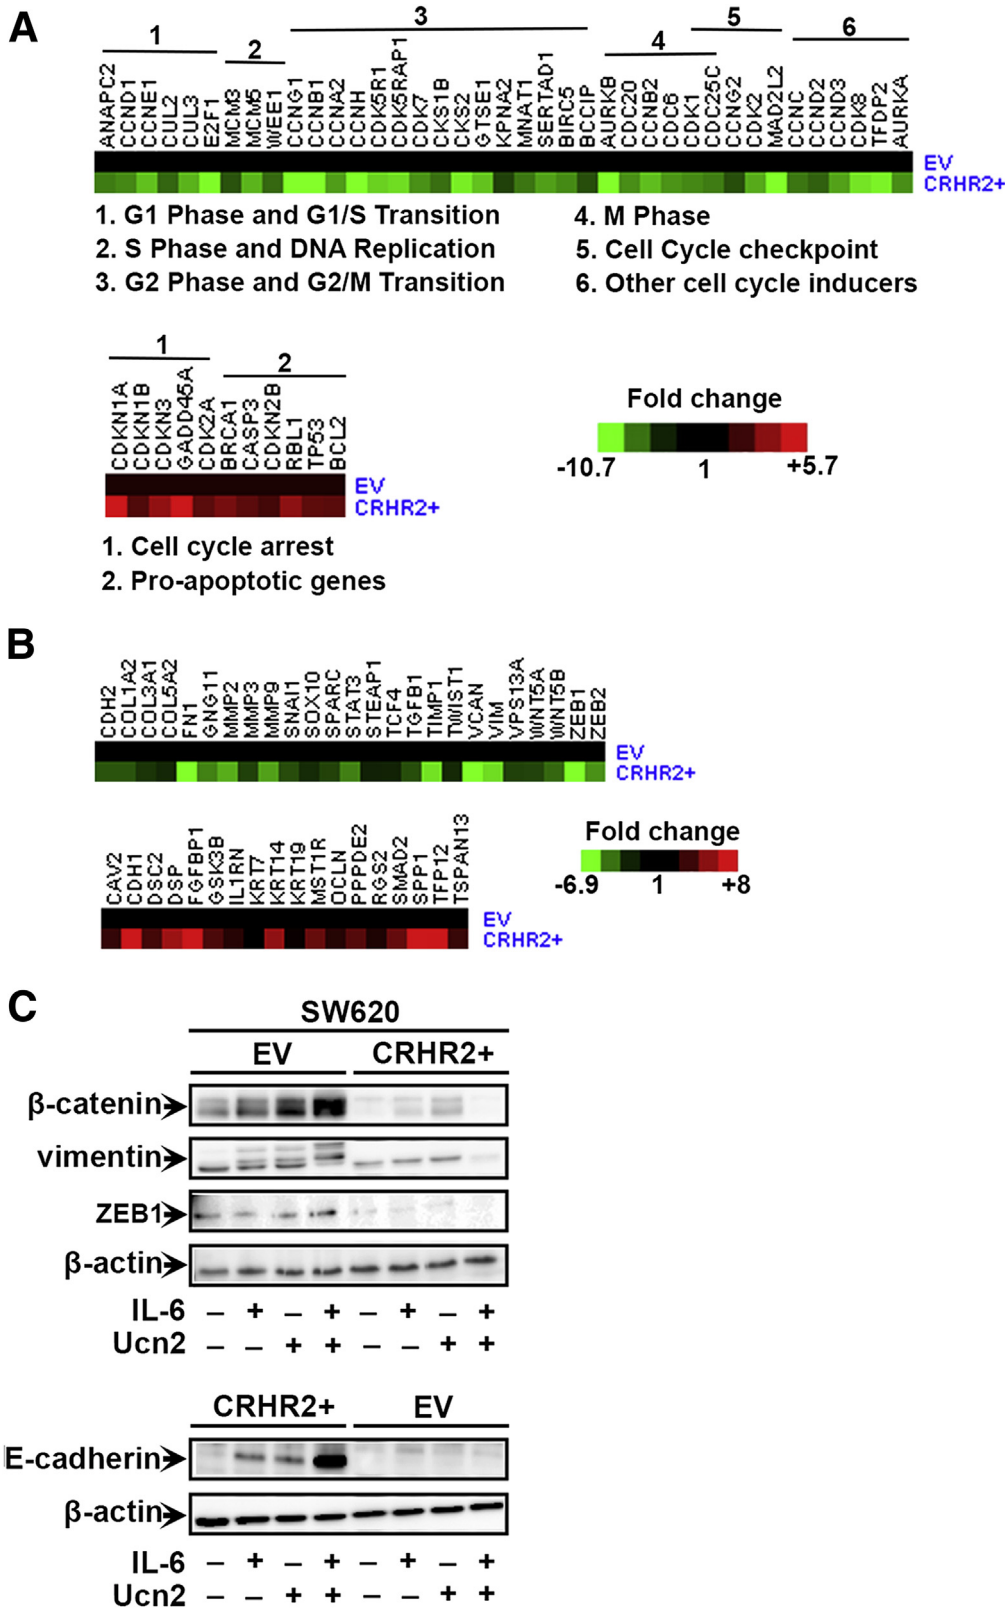 A
1
2
3
4
5
6
ANAPC2
CCND1
CCNE1
CUL2
CUL3
E2F1
MCM3
MCM5
WEE1
CCNG1
CCNB1
CCNA2
CCNH
CDK5R1
CDK5RAP1
CDK7
CKS1B
CKS2
GTSE1
KPNA2
MNAT1
SERTAD1
BIRC5
BCCIP
AURKB
CDC20
CCNB2
CDC6
CDK1
CDC25C
CCNG2
CDK2
MAD2L2
CCNC
CCND2
CCND3
CDK8
TFDP2
AURKA
EV
CRHR2+
1. G1 Phase and G1/S Transition
2. S Phase and DNA Replication
3. G2 Phase and G2/M Transition
4. M Phase
5. Cell Cycle checkpoint
6. Other cell cycle inducers
1
2
CDKN1A
CDKN1B
CDKN3
GADD45A
CDK2A
BRCA1
CASP3
CDKN2B
RBL1
TP53
BCL2
EV
CRHR2+
1. Cell cycle arrest
2. Pro-apoptotic genes
Fold change
-10.7 1 +5.7
B
CDH2
COL1A2
COL3A1
COL5A2
FN1
GNG11
MMP2
MMP3
MMP9
SNAI1
SOX10
SPARC
STAT3
STEAP1
TCF4
TGFB1
TIMP1
TWIST1
VCAN
VIM
VPS13A
WNT5A
WNT5B
ZEB1
ZEB2
EV
CRHR2+
CAV2
CDH1
DSC2
DSP
FGFBP1
GSK3B
IL1RN
KRT7
KRT14
KRT19
MST1R
OCLN
PPPDE2
RGS2
SMAD2
SPP1
TFP12
TSPAN13
EV
CRHR2+
Fold change
-6.9 1 +8
C
SW620
EV CRHR2+
β-catenin
vimentin
ZEB1
β-actin
IL-6 – + – + – + – +
Ucn2 – – + + – – + +
CRHR2+ EV
E-cadherin
β-actin
IL-6 – + – + – + – +
Ucn2 – – + + – – + +